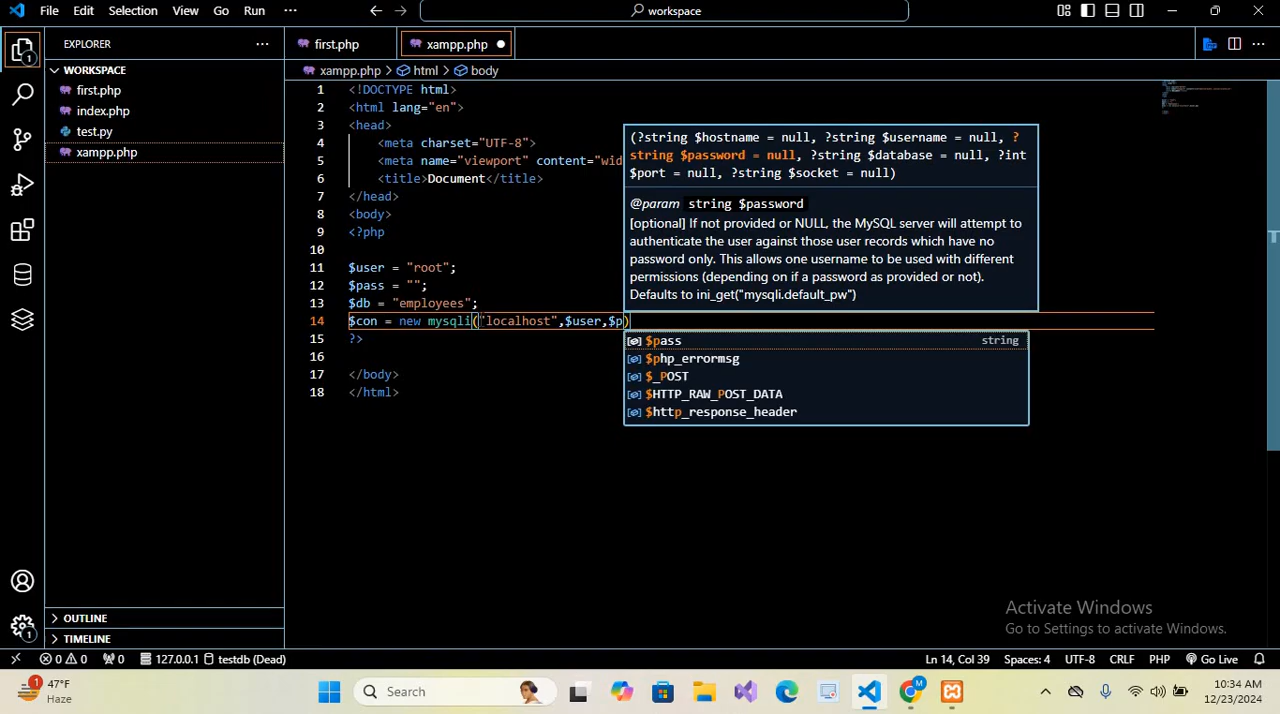 File Edit Selection View Go Run ··· workspace
EXPLORER ···
WORKSPACE
first.php
index.php
test.py
xampp.php
OUTLINE
TIMELINE
first.php xampp.php
xampp.php > html > body
1 <!DOCTYPE html>
2 <html lang="en">
3 <head>
4 <meta charset="UTF-8">
5 <meta name="viewport" content="wid
6 <title>Document</title>
7 </head>
8 <body>
9 <?php
10
11 $user = "root";
12 $pass = "";
13 $db = "employees";
14 $con = new mysqli("localhost",$user,$p)
15 ?>
16
17 </body>
18 </html>
(?string $hostname = null, ?string $username = null, ?
string $password = null, ?string $database = null, ?int
$port = null, ?string $socket = null)
@param string $password
[optional] If not provided or NULL, the MySQL server will attempt to
authenticate the user against those user records which have no
password only. This allows one username to be used with different
permissions (depending on if a password as provided or not).
Defaults to ini_get("mysqli.default_pw")
$pass string
$php_errormsg
$_POST
$HTTP_RAW_POST_DATA
$http_response_header
1
1
Activate Windows
Go to Settings to activate Windows.
0 0 0 127.0.0.1 testdb (Dead) Ln 14, Col 39 Spaces: 4 UTF-8 CRLF PHP Go Live
1 47°F
Haze
Search
M
10:34 AM
12/23/2024